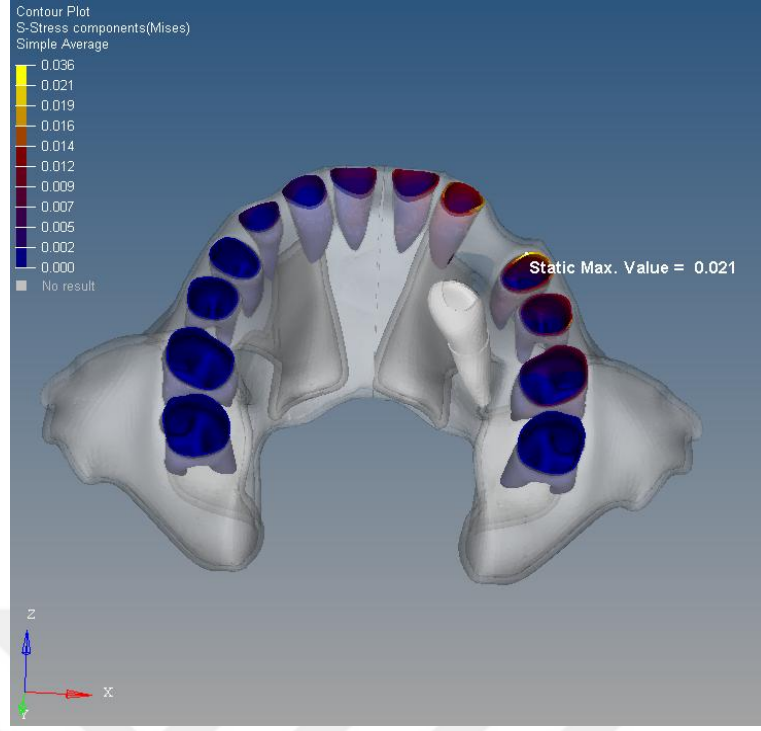 Contour Plot
S-Stress components(Mises)
Simple Average
0.036
0.021
0.019
0.016
0.014
0.012
0.009
0.007
0.005
0.002
0.000
No result
Static Max. Value = 0.021
Z
X
Y